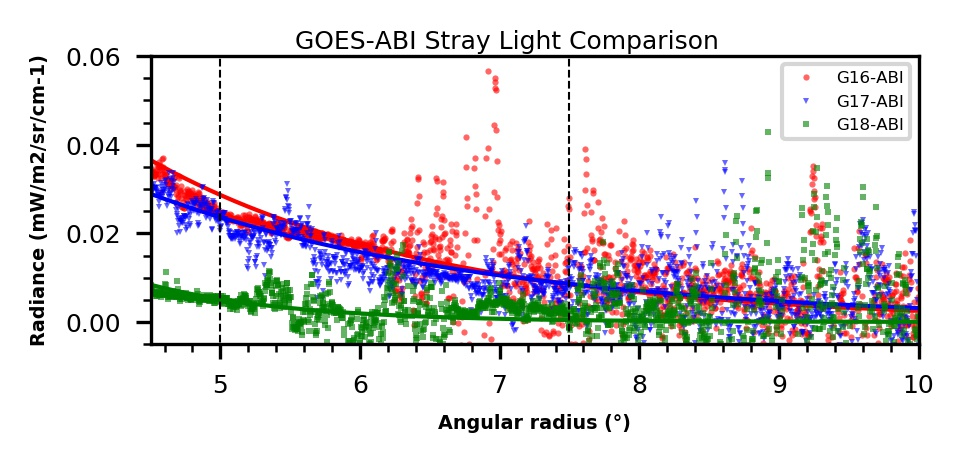 GOES-ABI Stray Light Comparison
Radiance (mW/m2/sr/cm-1)
0.06
0.04
0.02
0.00
G16-ABI
G17-ABI
G18-ABI
5 6 7 8 9 10
Angular radius (°)